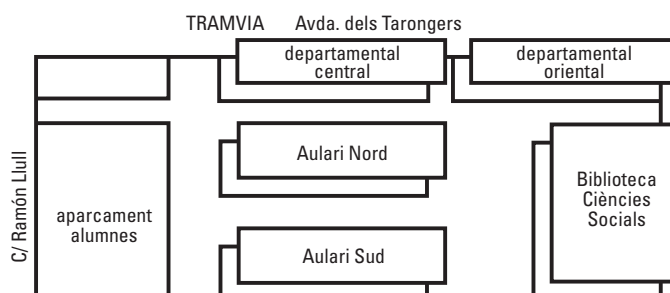 TRAMVIA Avda. dels Tarongers
departamental
central
departamental
oriental
C/ Ramón Llull
Aulari Nord
aparcament
alumnes
Biblioteca
Ciències
Socials
Aulari Sud